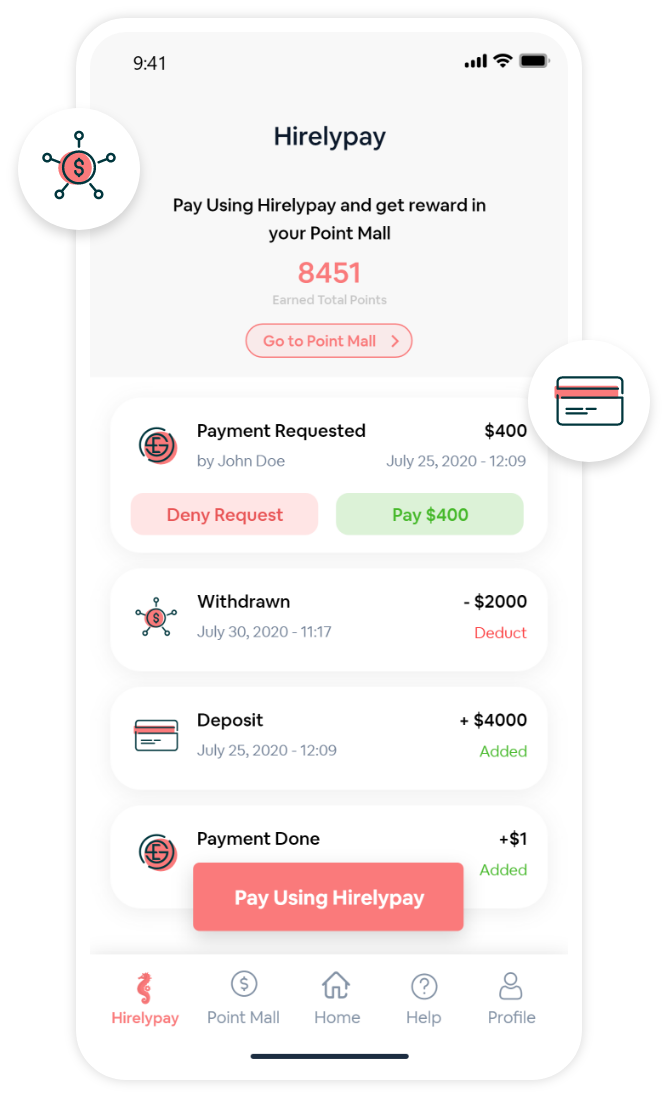 9:41
Hirelypay
Pay Using Hirelypay and get reward in
your Point Mall
8451
Earned Total Points
Go to Point Mall
Payment Requested $400
by John Doe July 25, 2020 - 12:09
Deny Request Pay $400
Withdrawn - $2000
July 30, 2020 - 11:17 Deduct
Deposit + $4000
July 25, 2020 - 12:09 Added
Payment Done +$1
Added
Pay Using Hirelypay
Hirelypay Point Mall Home Help Profile